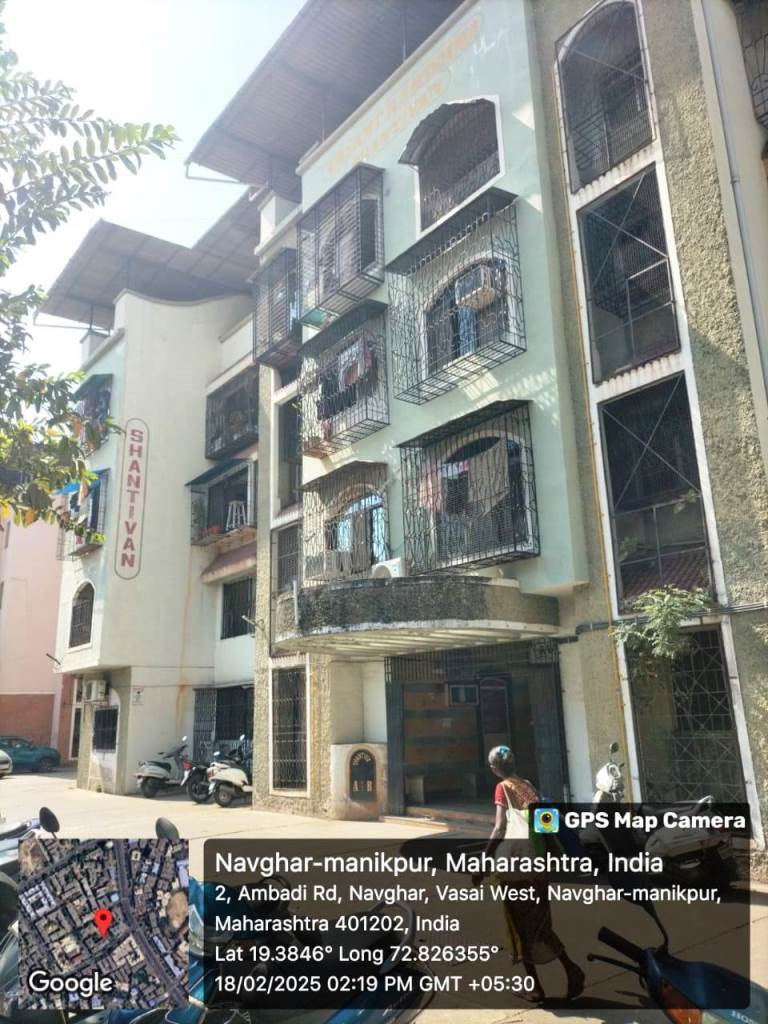 SHANTIVAN
A B
GPS Map Camera
Navghar-manikpur, Maharashtra, India
2, Ambadi Rd, Navghar, Vasai West, Navghar-manikpur,
Maharashtra 401202, India
Lat 19.3846° Long 72.826355°
18/02/2025 02:19 PM GMT +05:30
Google